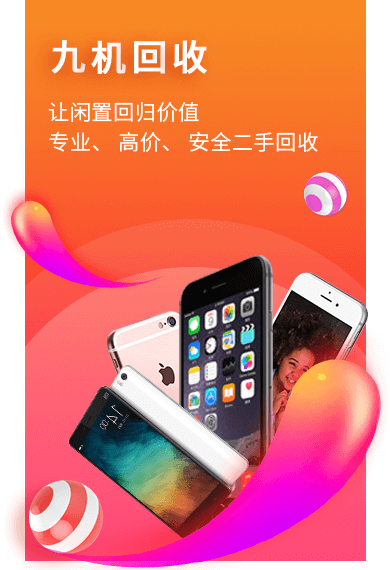 九机回收
让闲置回归价值
专业、高价、安全二手回收